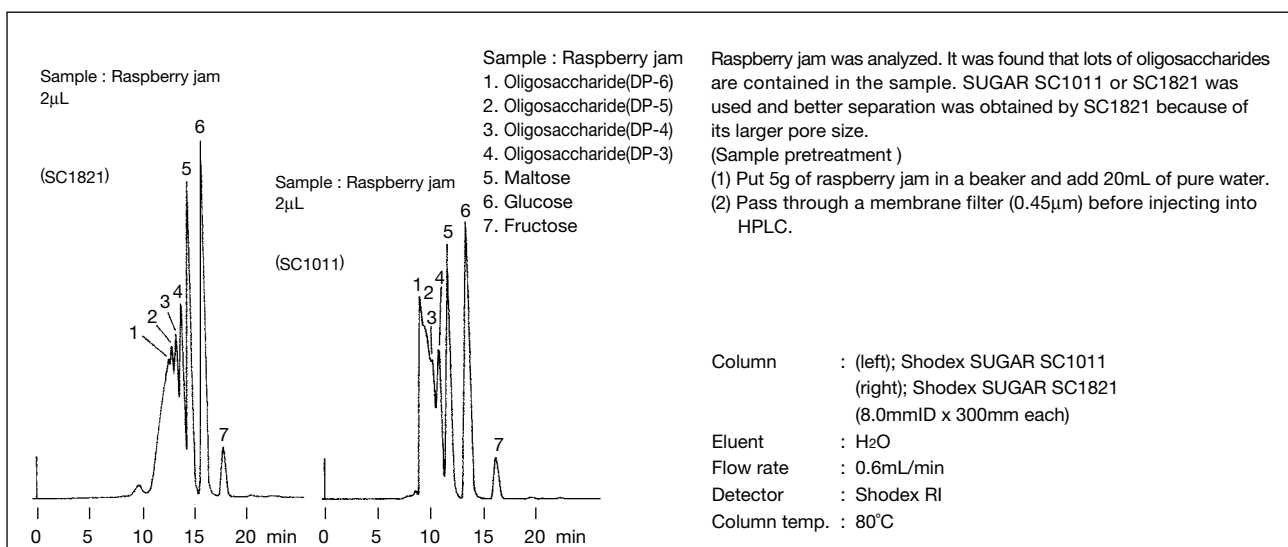 Sample : Raspberry jam
2μL
(SC1821)
1
2
3
4
5
6
7
0 5 10 15 20 min
Sample : Raspberry jam
2μL
(SC1011)
1
2
3
4
5
6
7
0 5 10 15 20 min
Sample : Raspberry jam
1. Oligosaccharide(DP-6)
2. Oligosaccharide(DP-5)
3. Oligosaccharide(DP-4)
4. Oligosaccharide(DP-3)
5. Maltose
6. Glucose
7. Fructose
Raspberry jam was analyzed. It was found that lots of oligosaccharides
are contained in the sample. SUGAR SC1011 or SC1821 was
used and better separation was obtained by SC1821 because of
its larger pore size.
(Sample pretreatment )
(1) Put 5g of raspberry jam in a beaker and add 20mL of pure water.
(2) Pass through a membrane filter (0.45μm) before injecting into
HPLC.
Column : (left); Shodex SUGAR SC1011
(right); Shodex SUGAR SC1821
(8.0mmID x 300mm each)
Eluent : H2O
Flow rate : 0.6mL/min
Detector : Shodex RI
Column temp. : 80°C